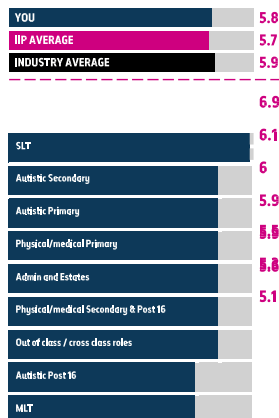 YOU 5.8
IIP AVERAGE 5.7
INDUSTRY AVERAGE 5.9
6.9
6.1
SLT
6
Autistic Secondary
5.9
Autistic Primary
Physical/medical Primary
Admin and Estates
5.1
Physical/medical Secondary & Post 16
Out of class / cross class roles
Autistic Post 16
MLT